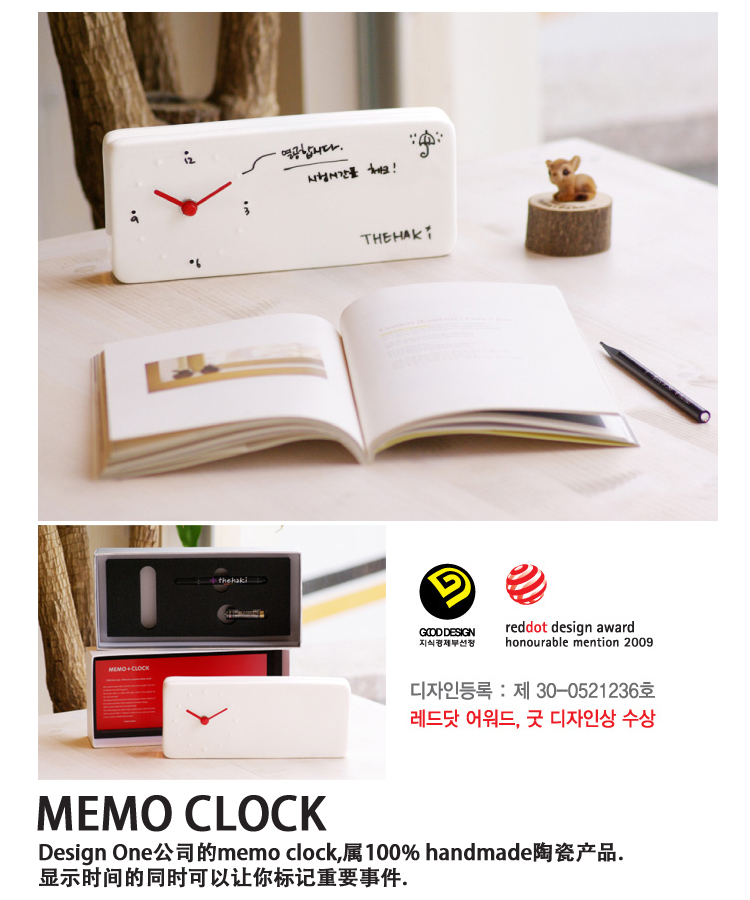 12
열공합니다.
시험시간표 체크!
9
3
6
THEHAKi
thehaki
MEMO+CLOCK
GOOD DESIGN
지식경제부선정
reddot design award
honourable mention 2009
디자인등록 : 제 30-0521236호
레드닷 어워드, 굿 디자인상 수상
MEMO CLOCK
Design One公司的memo clock,属100% handmade陶瓷产品.
显示时间的同时可以让你标记重要事件.